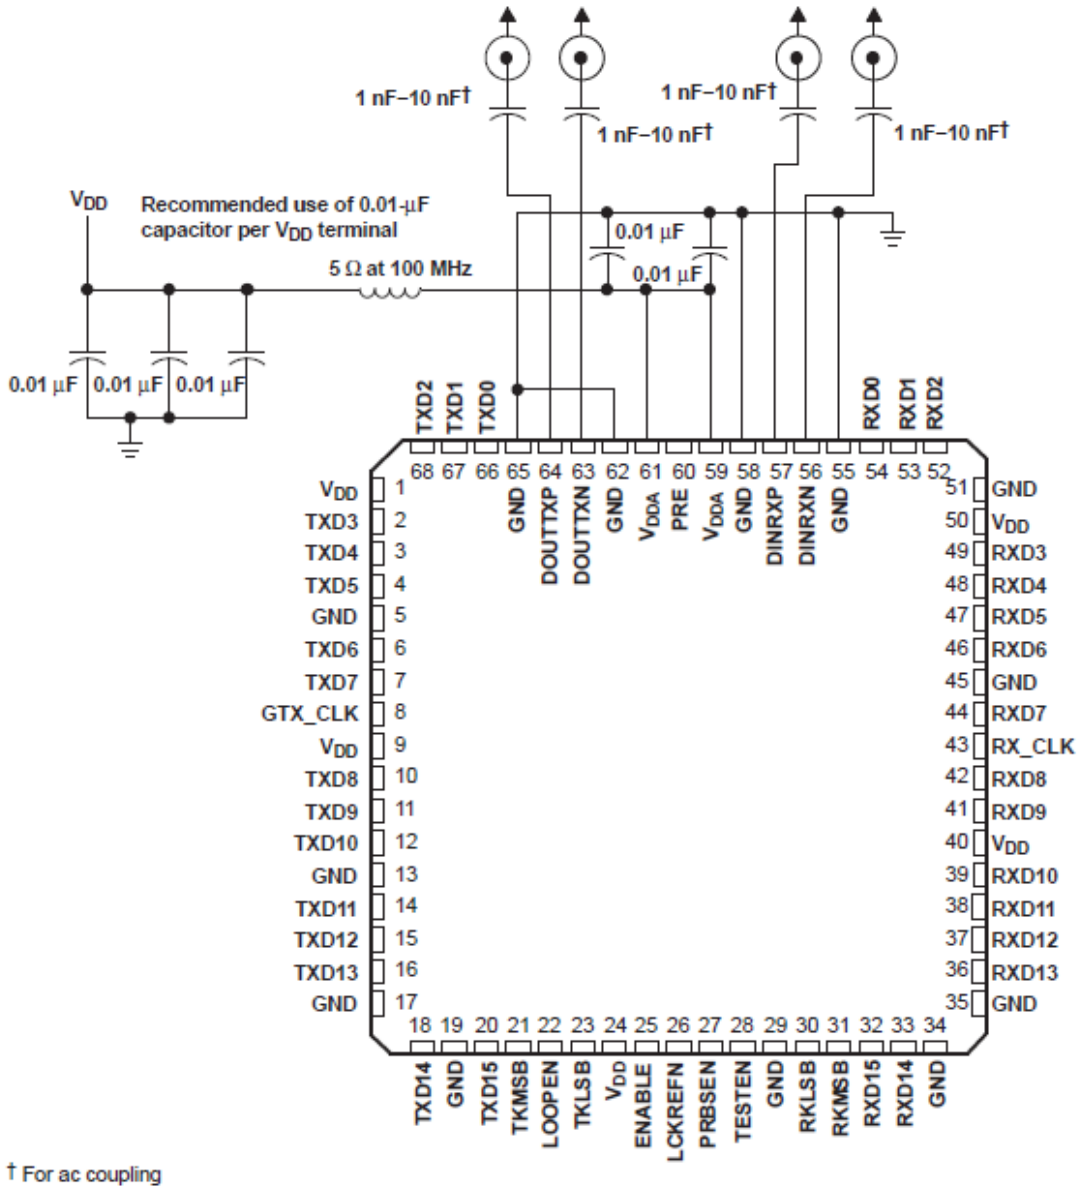 1 nF–10 nF†
1 nF–10 nF†
1 nF–10 nF†
1 nF–10 nF†
VDD
Recommended use of 0.01-μF
capacitor per VDD terminal
5 Ω at 100 MHz
0.01 μF
0.01 μF
0.01 μF
0.01 μF
0.01 μF
TXD2
TXD1
TXD0
RXD0
RXD1
RXD2
68 67 66 65 64 63 62 61 60 59 58 57 56 55 54 53 52
GND
DOUTTXP
DOUTTXN
GND
VDDA
PRE
VDDA
GND
DINRXP
DINRXN
GND
VDD 1
TXD3 2
TXD4 3
TXD5 4
GND 5
TXD6 6
TXD7 7
GTX_CLK 8
VDD 9
TXD8 10
TXD9 11
TXD10 12
GND 13
TXD11 14
TXD12 15
TXD13 16
GND 17
51 GND
50 VDD
49 RXD3
48 RXD4
47 RXD5
46 RXD6
45 GND
44 RXD7
43 RX_CLK
42 RXD8
41 RXD9
40 VDD
39 RXD10
38 RXD11
37 RXD12
36 RXD13
35 GND
18 19 20 21 22 23 24 25 26 27 28 29 30 31 32 33 34
TXD14
GND
TXD15
TKMSB
LOOPEN
TKLSB
VDD
ENABLE
LCKREFN
PRBSEN
TESTEN
GND
RKLSB
RKMSB
RXD15
RXD14
GND
† For ac coupling